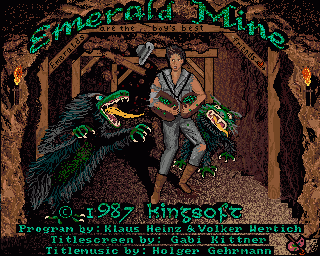 Emerald Mine
are the boy's best
© 1987 Kingsoft
Program by: Klaus Heinz & Volker Wertich
Titlescreen by: Gabi Kittner
Titlemusic by: Holger Gehrmann